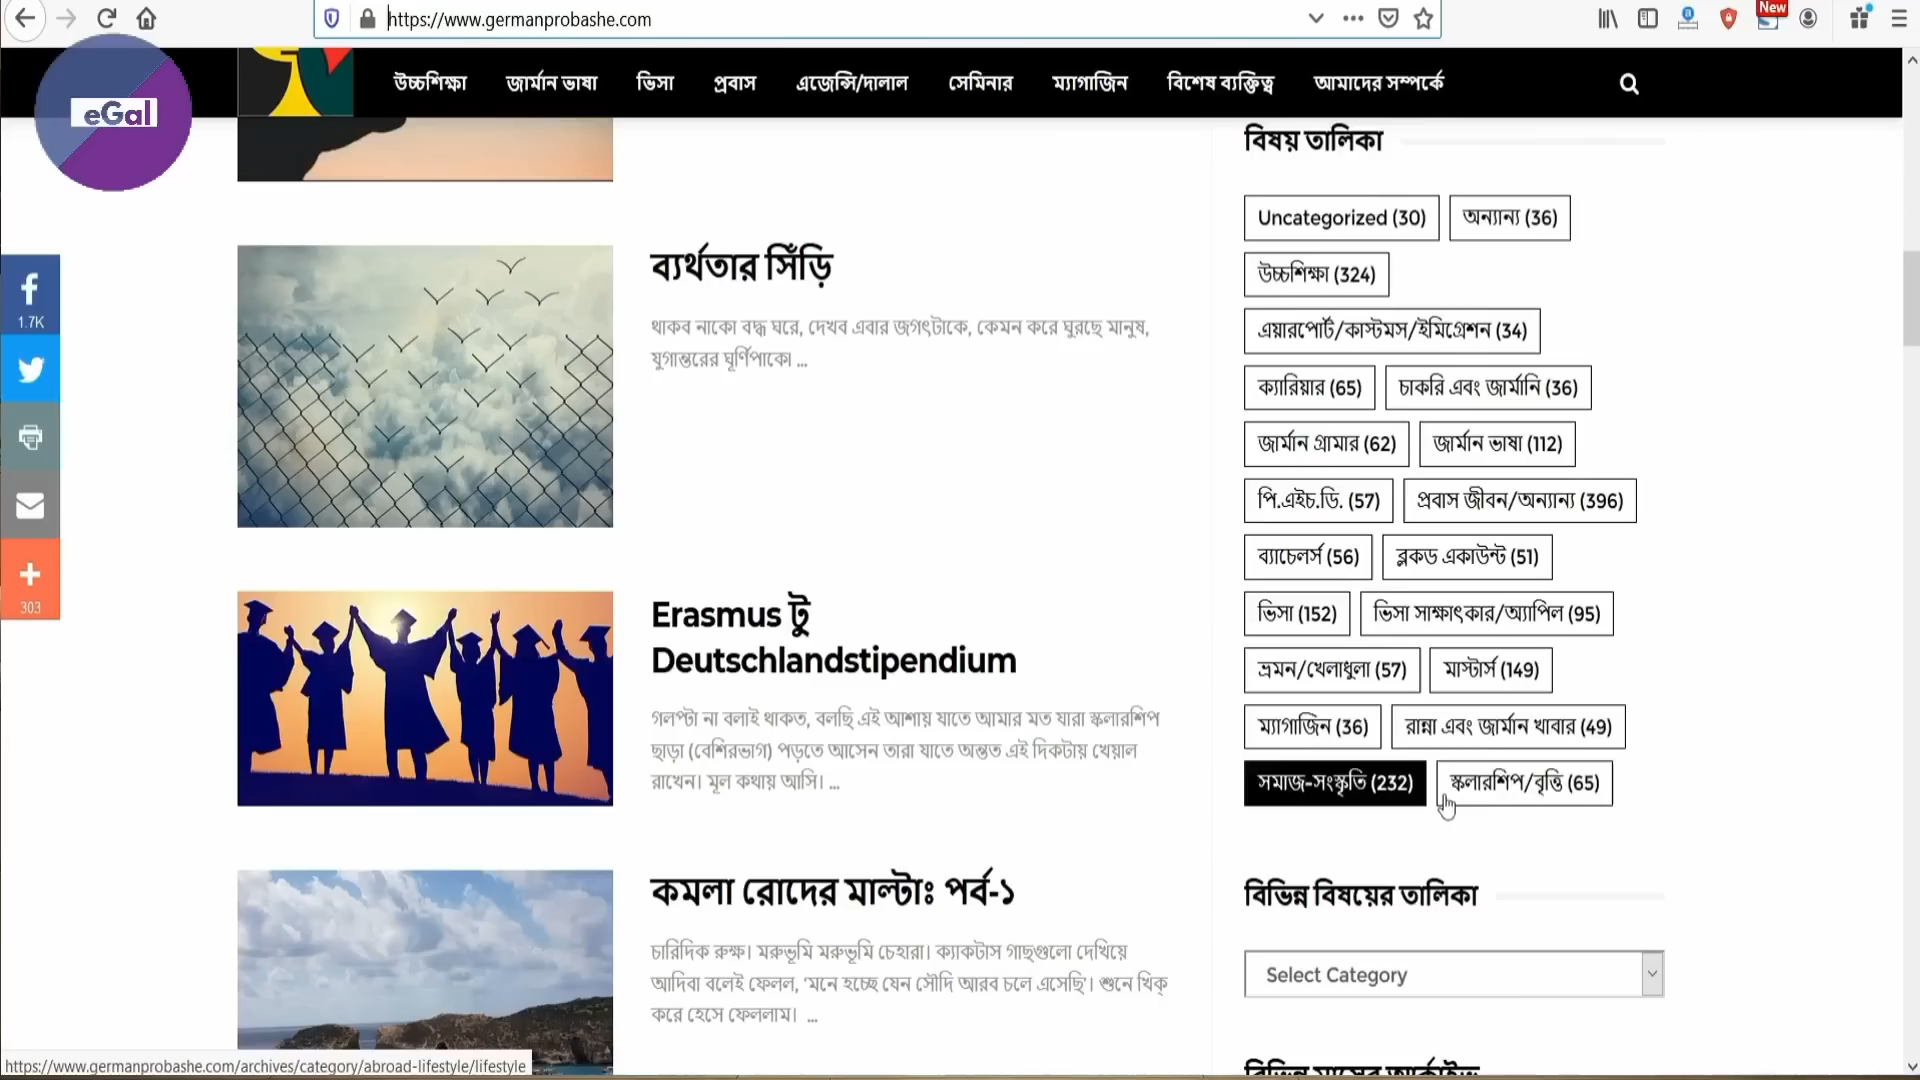 https://www.germanprobashe.com
New
eGal
উচ্চশিক্ষা জার্মান ভাষা ভিসা প্রবাস এজেন্সি/দালাল সেমিনার ম্যাগাজিন বিশেষ ব্যক্তিত্ব আমাদের সম্পর্কে
1.7K
303
ব্যর্থতার সিঁড়ি
থাকব নাকো বদ্ধ ঘরে, দেখব এবার জগৎটাকে, কেমন করে ঘুরছে মানুষ,
যুগান্তরের ঘূর্ণিপাকে। ...
Erasmus টু
Deutschlandstipendium
গলপ্টা না বলাই থাকত, বলছি এই আশায় যাতে আমার মত যারা স্কলারশিপ
ছাড়া (বেশিরভাগ) পড়তে আসেন তারা যাতে অন্তত এই দিকটায় খেয়াল
রাখেন। মূল কথায় আসি। ...
কমলা রোদের মাল্টাঃ পর্ব-১
চারিদিক রুক্ষ। মরুভূমি মরুভূমি চেহারা। ক্যাকটাস গাছগুলো দেখিয়ে
আদিবা বলেই ফেলল, 'মনে হচ্ছে যেন সৌদি আরব চলে এসেছি'। শুনে খিক্
করে হেসে ফেললাম। ...
বিষয় তালিকা
Uncategorized (30) অন্যান্য (36)
উচ্চশিক্ষা (324)
এয়ারপোর্ট/কাস্টমস/ইমিগ্রেশন (34)
ক্যারিয়ার (65) চাকরি এবং জার্মানি (36)
জার্মান গ্রামার (62) জার্মান ভাষা (112)
পি.এইচ.ডি. (57) প্রবাস জীবন/অন্যান্য (396)
ব্যাচেলর্স (56) ব্লকড একাউন্ট (51)
ভিসা (152) ভিসা সাক্ষাৎকার/অ্যাপিল (95)
ভ্রমন/খেলাধুলা (57) মাস্টার্স (149)
ম্যাগাজিন (36) রান্না এবং জার্মান খাবার (49)
সমাজ-সংস্কৃতি (232) স্কলারশিপ/বৃত্তি (65)
বিভিন্ন বিষয়ের তালিকা
Select Category
বিভিন্ন মাসের আর্কাইভ
https://www.germanprobashe.com/archives/category/abroad-lifestyle/lifestyle